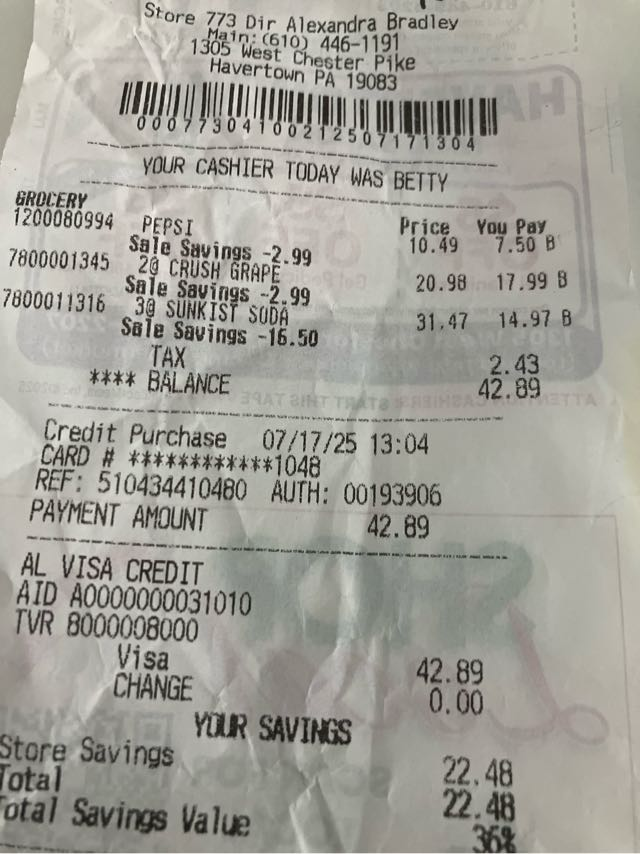 Store 773 Dir Alexandra Bradley
Main:(610) 446-1191
1305 West Chester Pike
Havertown PA 19083
00077304100212507171304
YOUR CASHIER TODAY WAS BETTY
GROCERY Price You Pay
1200080994 PEPSI 10.49 7.50 B
Sale Savings -2.99
7800001345 2@ CRUSH GRAPE 20.98 17.99 B
Sale Savings -2.99
7800011316 3@ SUNKIST SODA 31.47 14.97 B
Sale Savings -16.50
TAX 2.43
**** BALANCE 42.89
Credit Purchase 07/17/25 13:04
CARD # ************1048
REF: 510434410480 AUTH: 00193906
PAYMENT AMOUNT 42.89
AL VISA CREDIT
AID A0000000031010
TVR 8000008000
Visa 42.89
CHANGE 0.00
YOUR SAVINGS
Store Savings 22.48
Total 22.48
Total Savings Value 36%